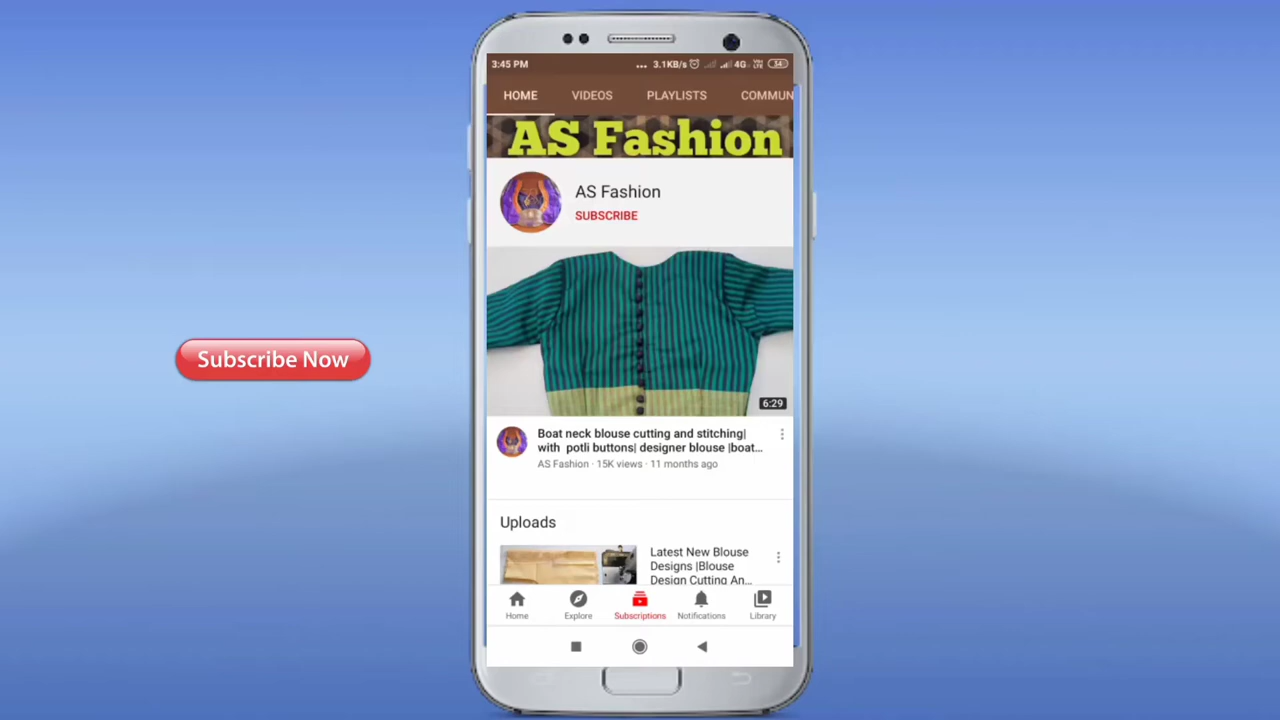 3:45 PM ... 3.1KB/s 4G VoLTE 54
HOME VIDEOS PLAYLISTS COMMUN
AS Fashion
AS Fashion
SUBSCRIBE
Subscribe Now
6:29
Boat neck blouse cutting and stitching|
with potli buttons| designer blouse |boat...
AS Fashion · 15K views · 11 months ago
Uploads
Latest New Blouse
Designs |Blouse
Design Cutting An...
Home Explore Subscriptions Notifications Library